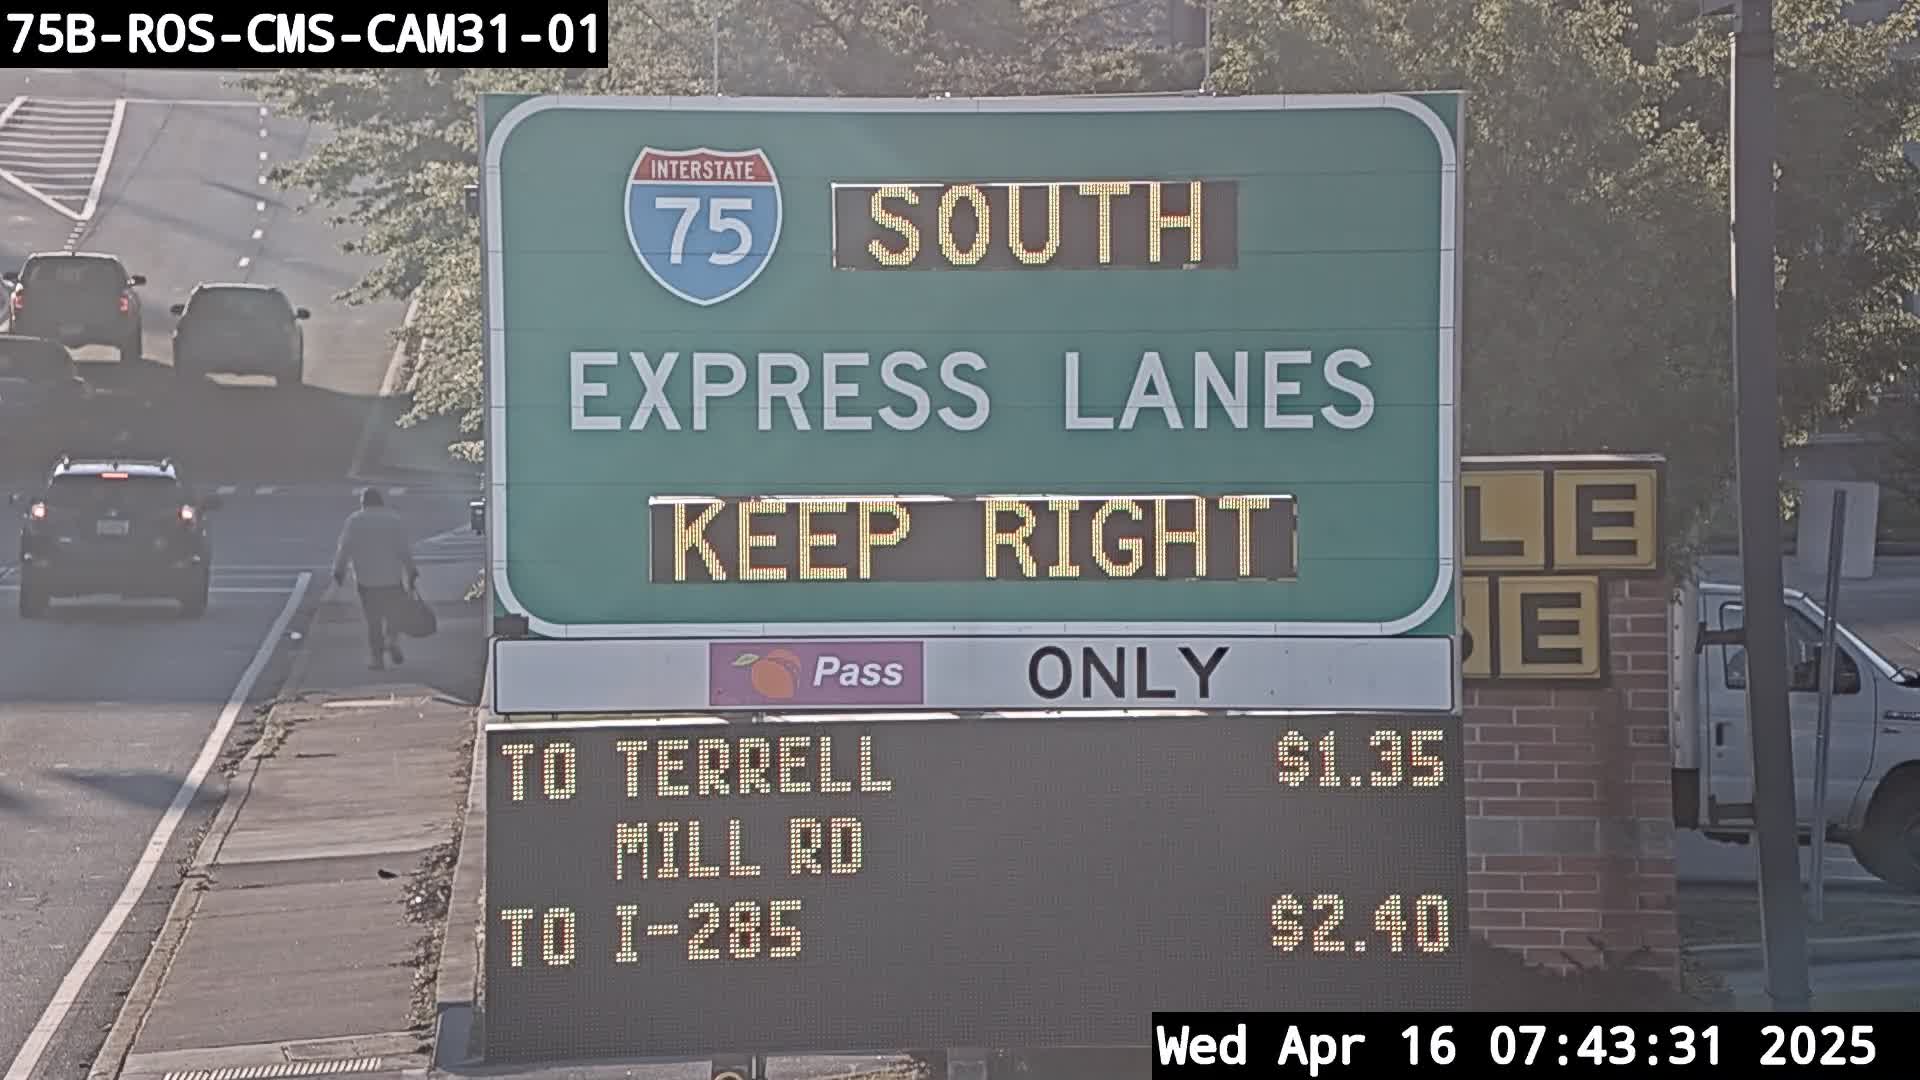 75B-ROS-CMS-CAM31-01
INTERSTATE
75
SOUTH
EXPRESS LANES
KEEP RIGHT
Pass ONLY
TO TERRELL $1.35
MILL RD
TO I-285 $2.40
LE
E
Wed Apr 16 07:43:31 2025